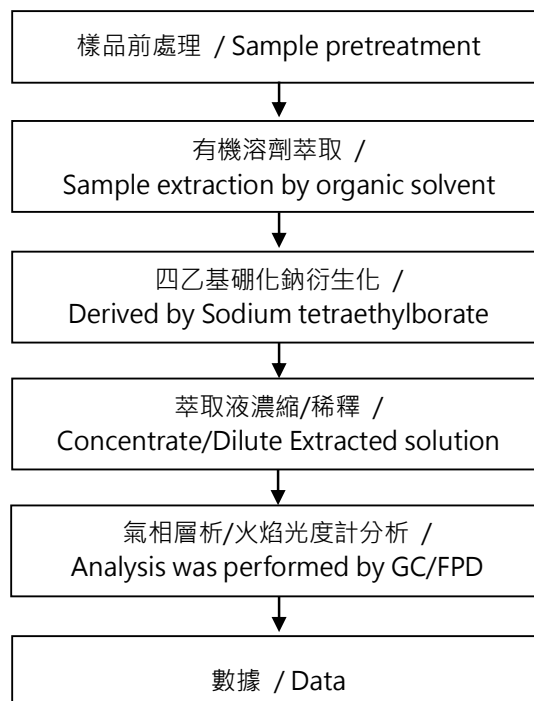 樣品前處理 / Sample pretreatment
有機溶劑萃取 /
Sample extraction by organic solvent
四乙基硼化鈉衍生化 /
Derived by Sodium tetraethylborate
萃取液濃縮/稀釋 /
Concentrate/Dilute Extracted solution
氣相層析/火焰光度計分析 /
Analysis was performed by GC/FPD
數據 / Data